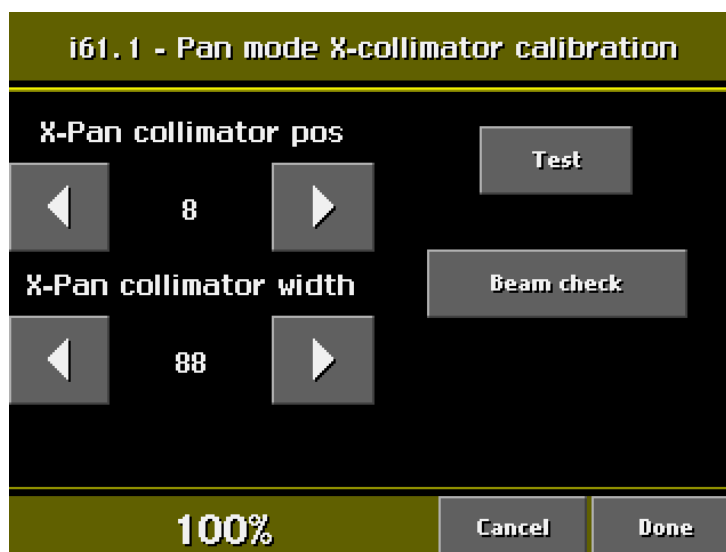 i61.1 - Pan mode X-collimator calibration
X-Pan collimator pos
8
Test
X-Pan collimator width
88
Beam check
100%
Cancel
Done